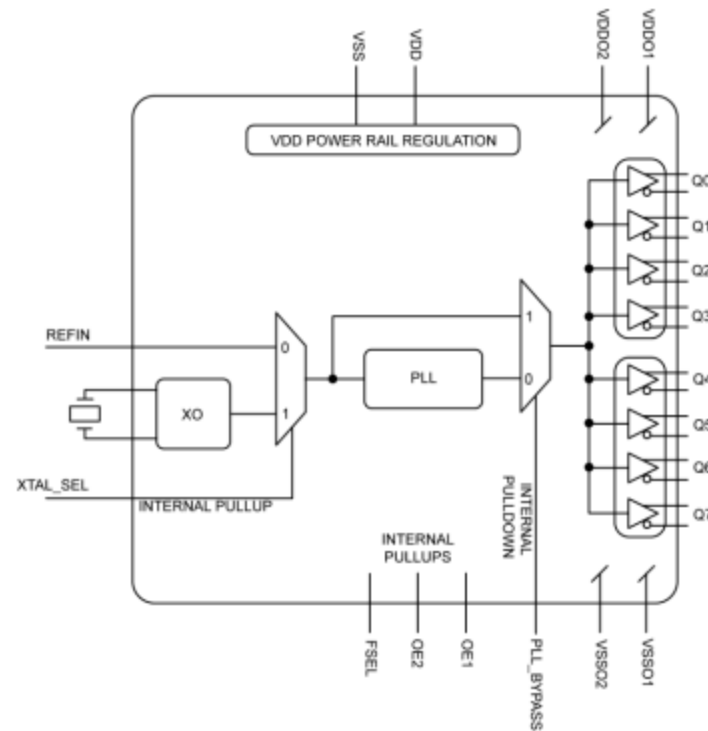 VSS
VDD
VDDO2
VDDO1
VDD POWER RAIL REGULATION
Q0
Q1
Q2
Q3
REFIN
0
1
PLL
XO
1
0
Q4
Q5
Q6
Q7
XTAL_SEL
INTERNAL PULLUP
INTERNAL
PULLUPS
INTERNAL
PULLDOWN
FSEL
OE2
OE1
PLL_BYPASS
VSSO2
VSSO1